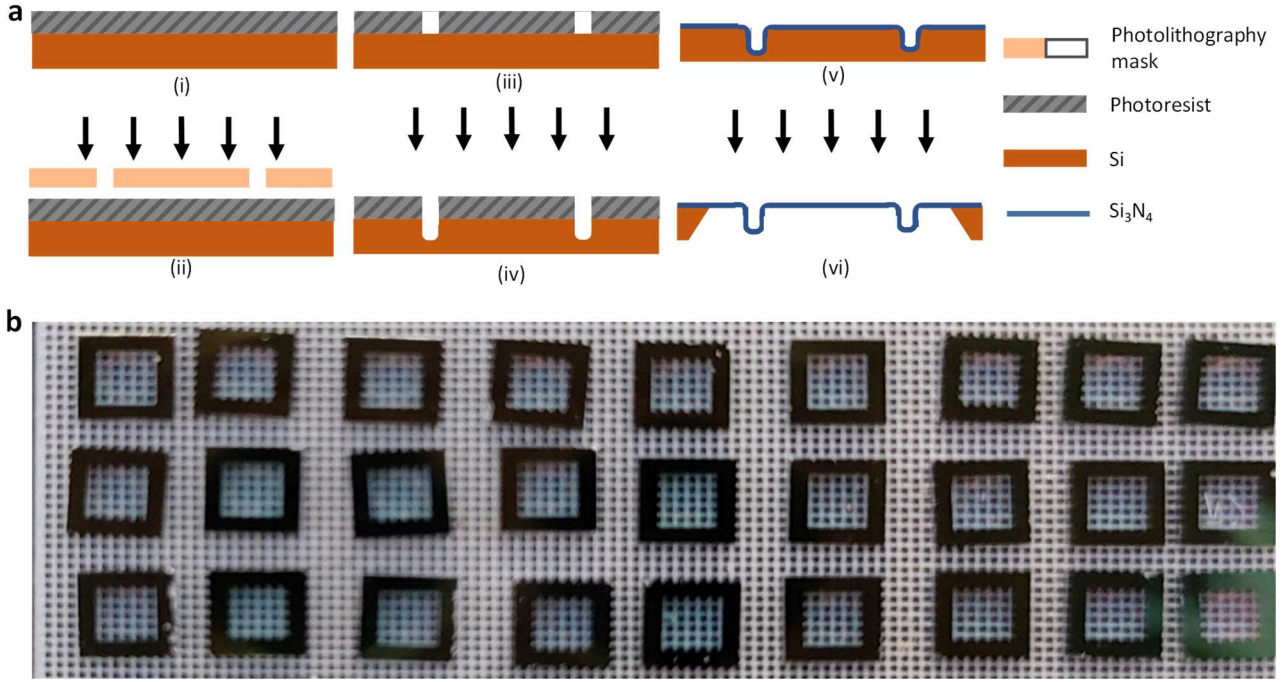 a
(i)
(iii)
(v)
Photolithography
mask
Photoresist
Si
Si₃N₄
(ii)
(iv)
(vi)
b